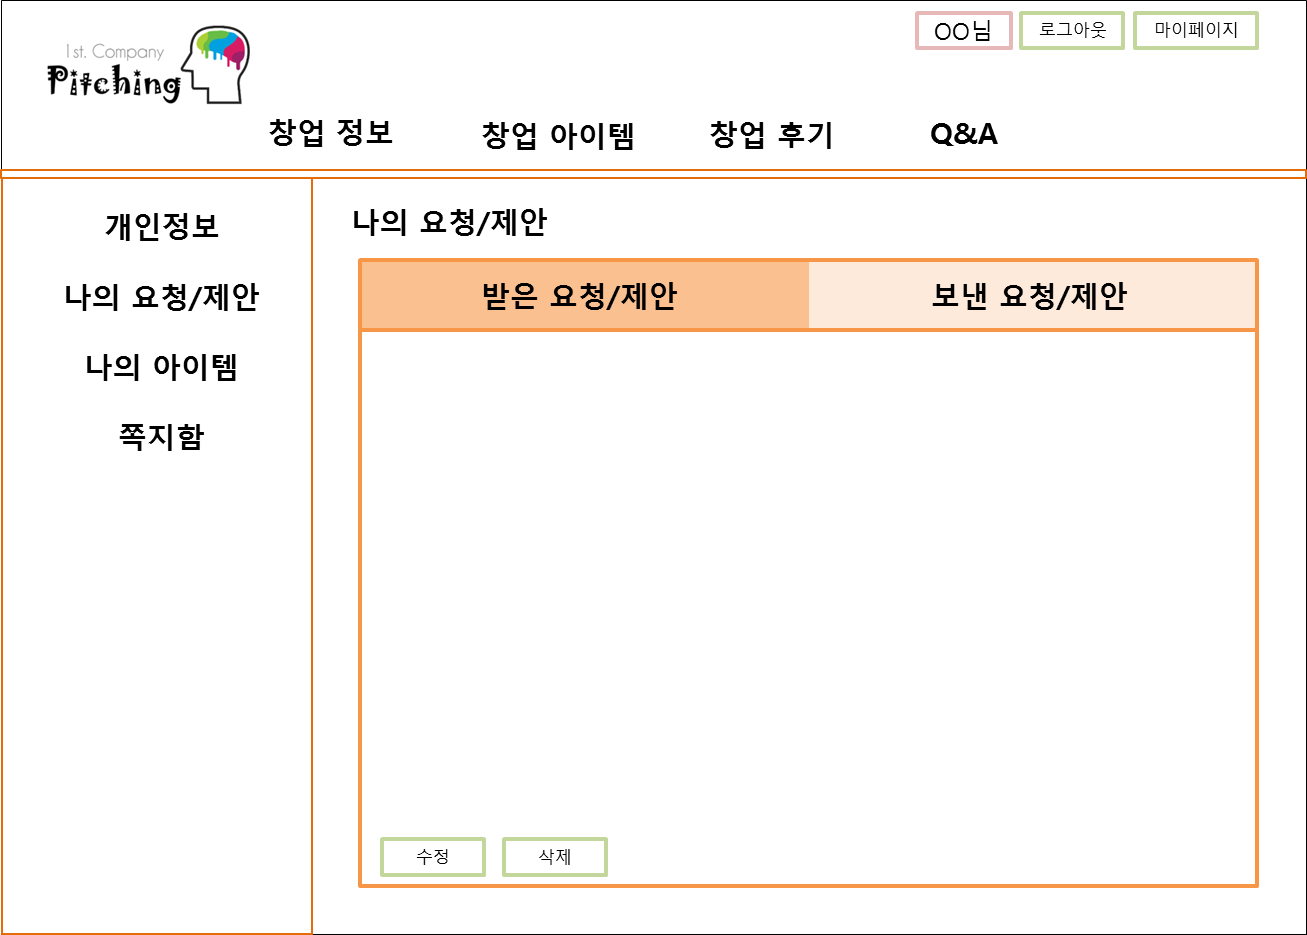 OO님
로그아웃
마이페이지
1st. Company
Pitching
창업 정보
창업 아이템
창업 후기
Q&A
개인정보
나의 요청/제안
나의 아이템
쪽지함
나의 요청/제안
받은 요청/제안
보낸 요청/제안
수정
삭제